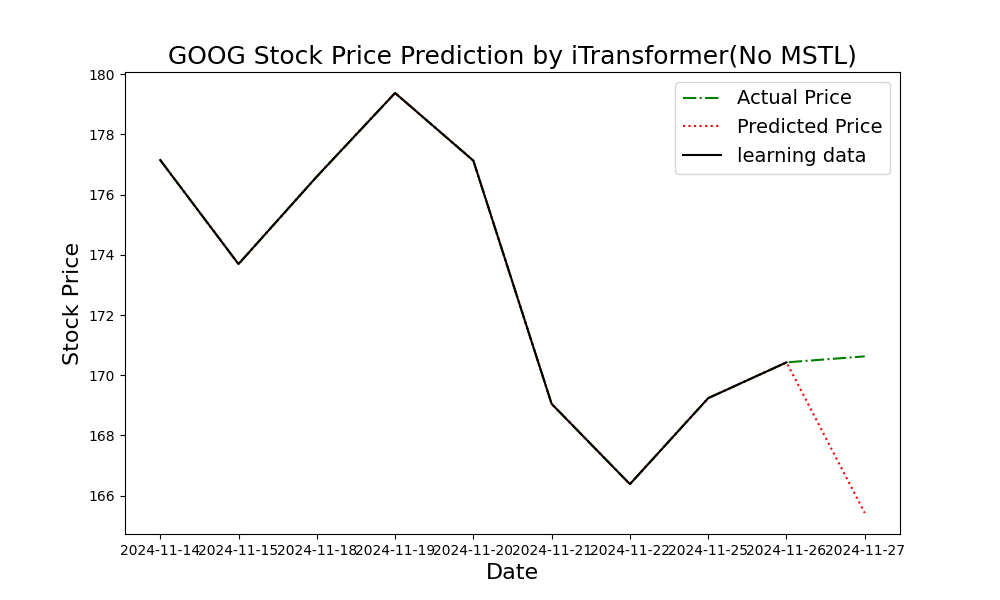 GOOG Stock Price Prediction by iTransformer(No MSTL)
Actual Price
Predicted Price
learning data
Stock Price
180
178
176
174
172
170
168
166
2024-11-14 2024-11-15 2024-11-18 2024-11-19 2024-11-20 2024-11-21 2024-11-22 2024-11-25 2024-11-26 2024-11-27
Date